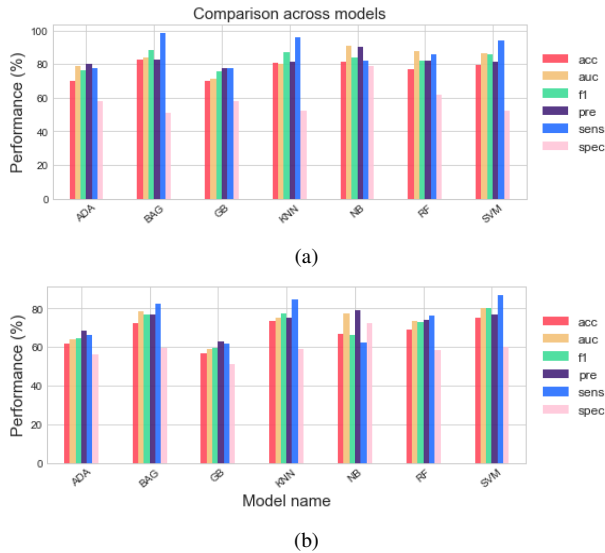 Comparison across models
Performance (%)
100
80
60
40
20
0
ADA
BAG
GB
KNN
NB
RF
SVM
acc
auc
f1
pre
sens
spec
(a)
Performance (%)
80
60
40
20
0
ADA
BAG
GB
KNN
NB
RF
SVM
Model name
acc
auc
f1
pre
sens
spec
(b)